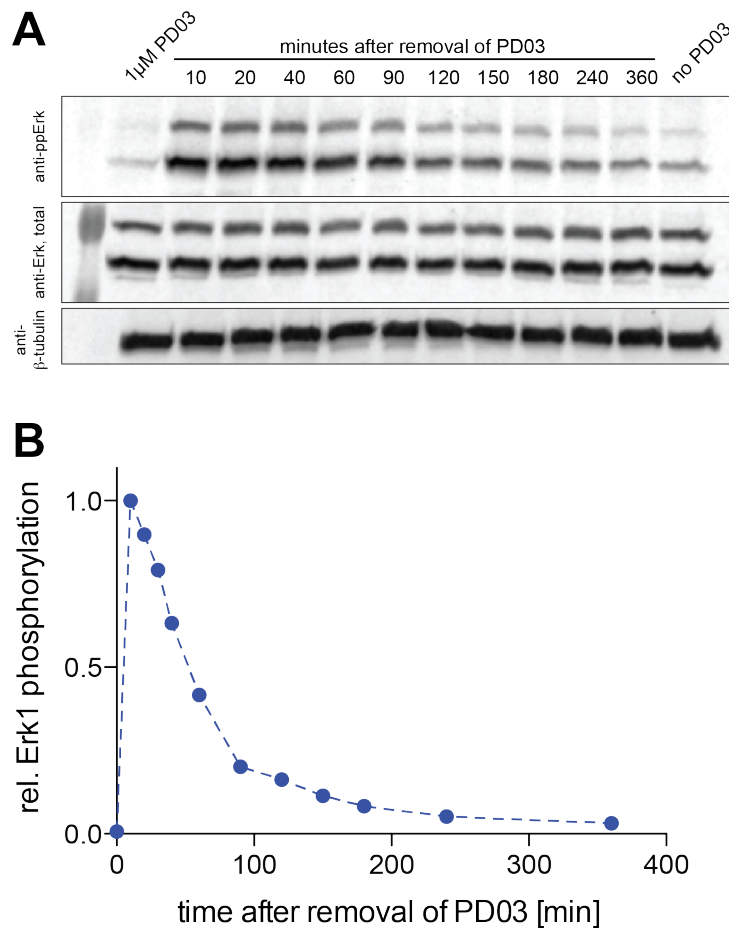 A
1µM PD03
minutes after removal of PD03
no PD03
10 20 40 60 90 120 150 180 240 360
anti-ppErk
anti-Erk, total
anti-
β-tubulin
B
rel. Erk1 phosphorylation
1.0
0.5
0.0
0 100 200 300 400
time after removal of PD03 [min]